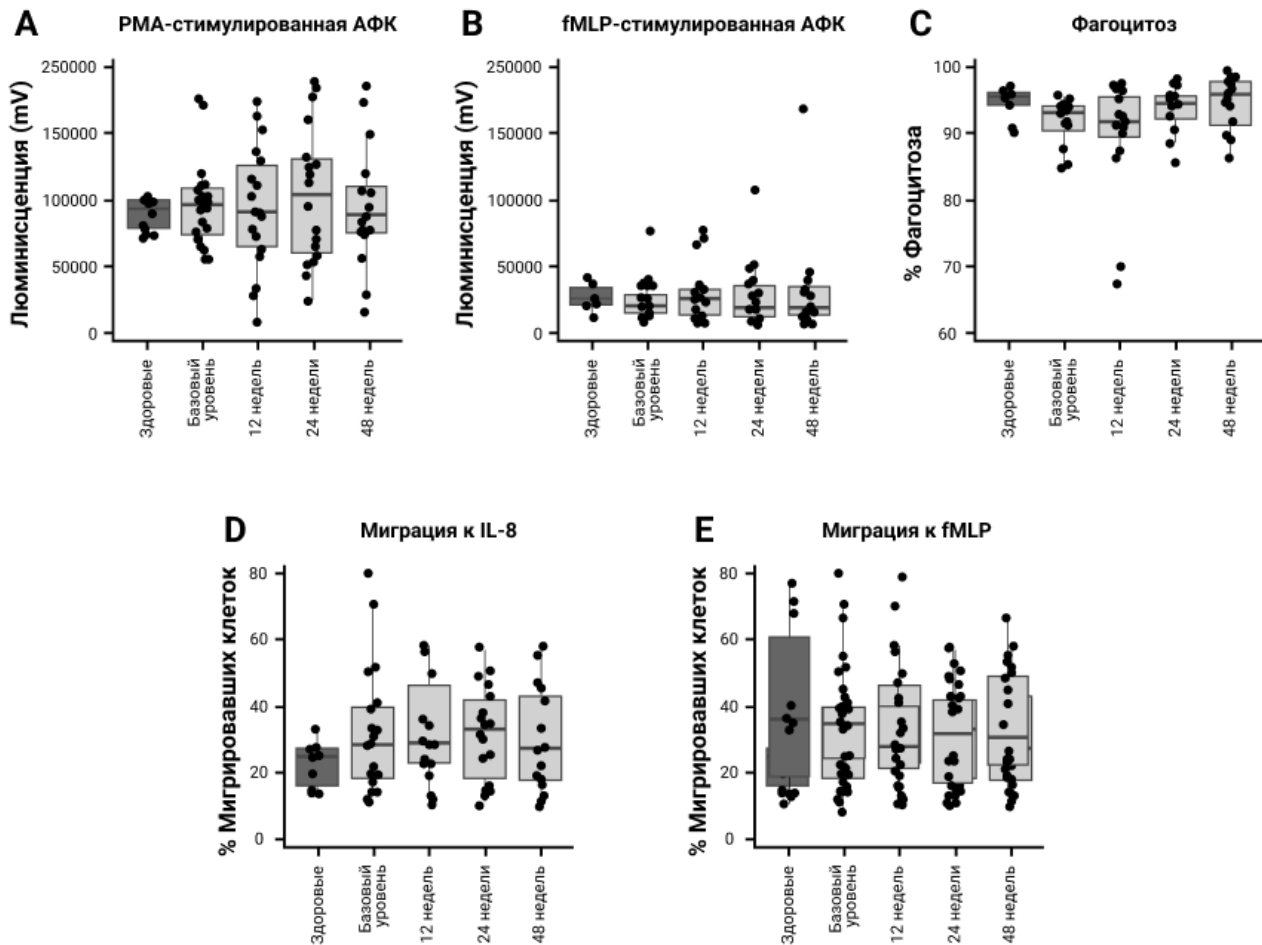 A
PMA-стимулированная АФК
Люминисценция (mV)
250000
150000
100000
50000
0
Здоровые
Базовый
уровень
12 недель
24 недели
48 недель
B
fMLP-стимулированная АФК
Люминисценция (mV)
250000
150000
100000
50000
0
Здоровые
Базовый
уровень
12 недель
24 недели
48 недель
C
Фагоцитоз
% Фагоцитоза
100
90
80
70
60
Здоровые
Базовый
уровень
12 недель
24 недели
48 недель
D
Миграция к IL-8
% Мигрировавших клеток
80
60
40
20
0
Здоровые
Базовый
уровень
12 недель
24 недели
48 недель
E
Миграция к fMLP
% Мигрировавших клеток
80
60
40
20
0
Здоровые
Базовый
уровень
12 недель
24 недели
48 недель